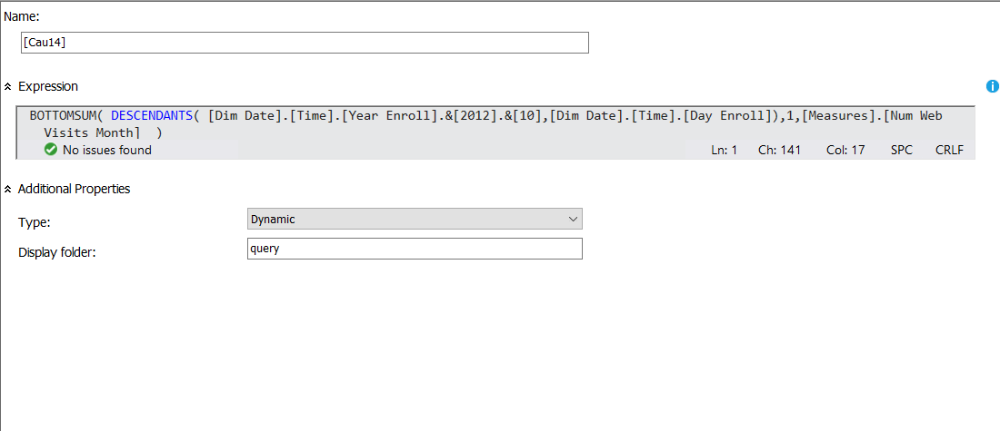 Name:
[Cau14]
Expression
BOTTOMSUM( DESCENDANTS( [Dim Date].[Time].[Year Enroll].&[2012].&[10],[Dim Date].[Time].[Day Enroll]),1,[Measures].[Num Web
Visits Month]  )
No issues found Ln: 1 Ch: 141 Col: 17 SPC CRLF
Additional Properties
Type: Dynamic
Display folder: query